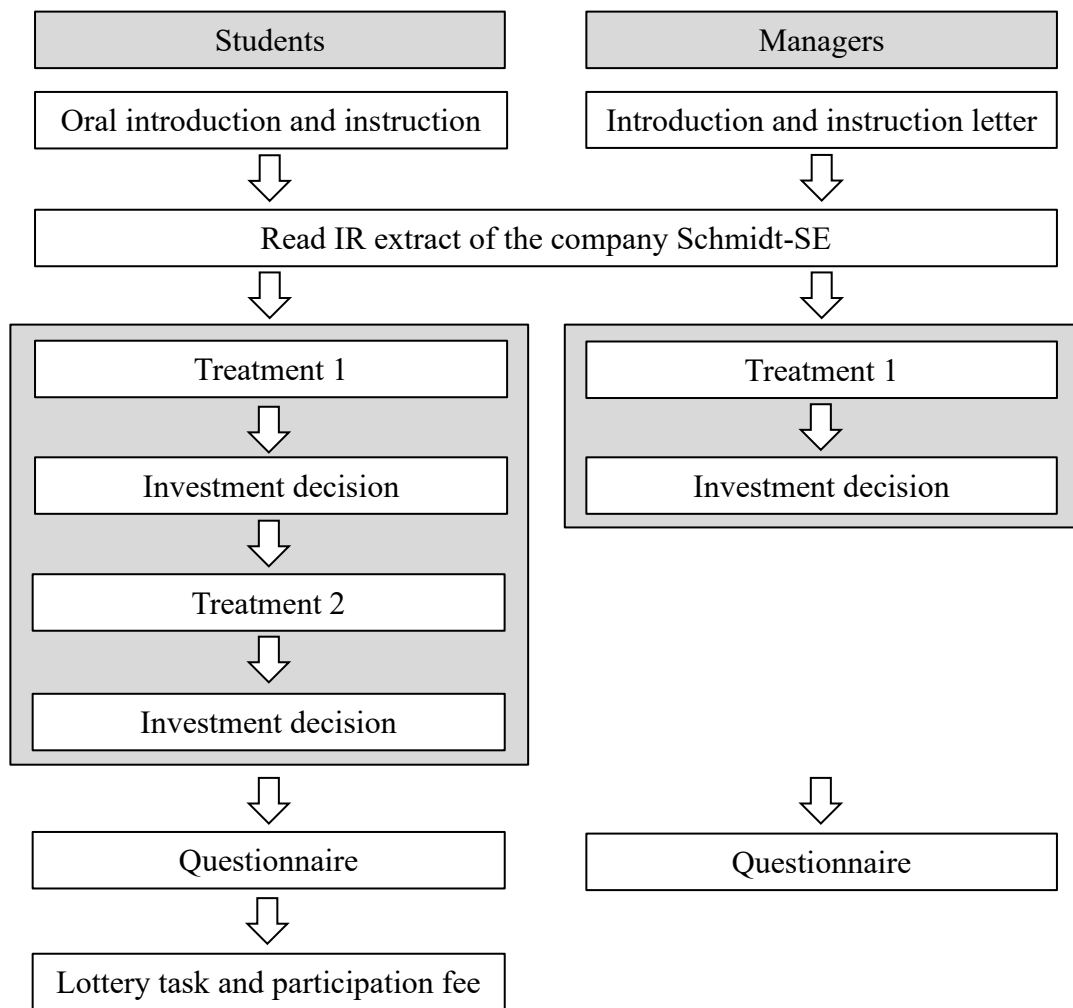 Students
Managers
Oral introduction and instruction
Introduction and instruction letter
Read IR extract of the company Schmidt-SE
Treatment 1
Treatment 1
Investment decision
Investment decision
Treatment 2
Investment decision
Questionnaire
Questionnaire
Lottery task and participation fee